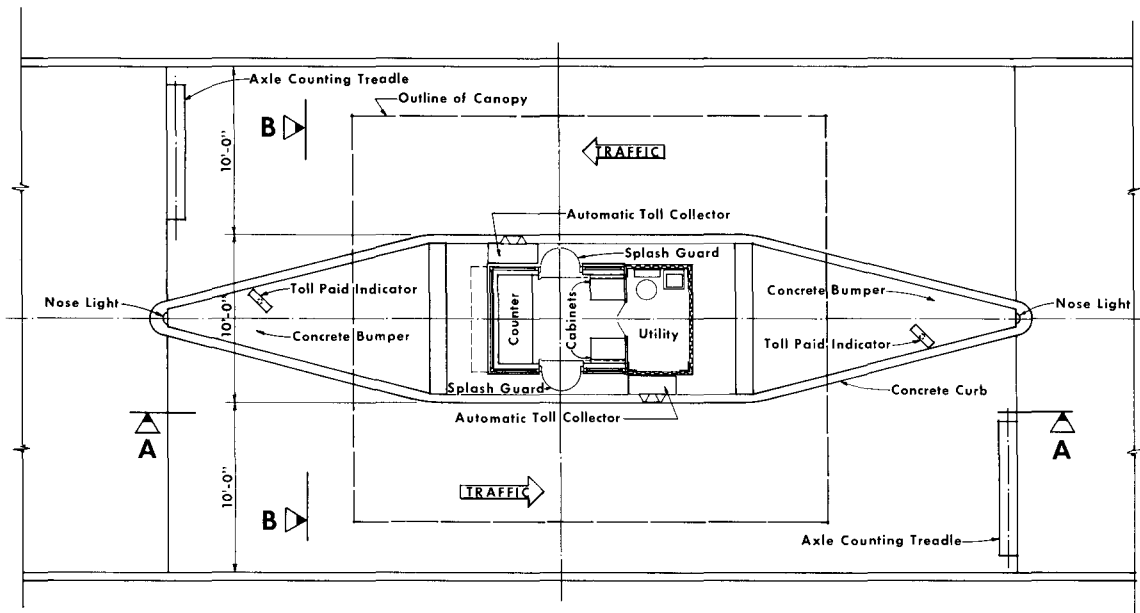 Axle Counting Treadle
Outline of Canopy
B
10'-0"
TRAFFIC
Automatic Toll Collector
Splash Guard
Toll Paid Indicator
Concrete Bumper
Nose Light
Nose Light
10'-0"
Counter
Cabinets
Utility
Concrete Bumper
Toll Paid Indicator
Splash Guard
Concrete Curb
Automatic Toll Collector
A
A
10'-0"
TRAFFIC
B
Axle Counting Treadle